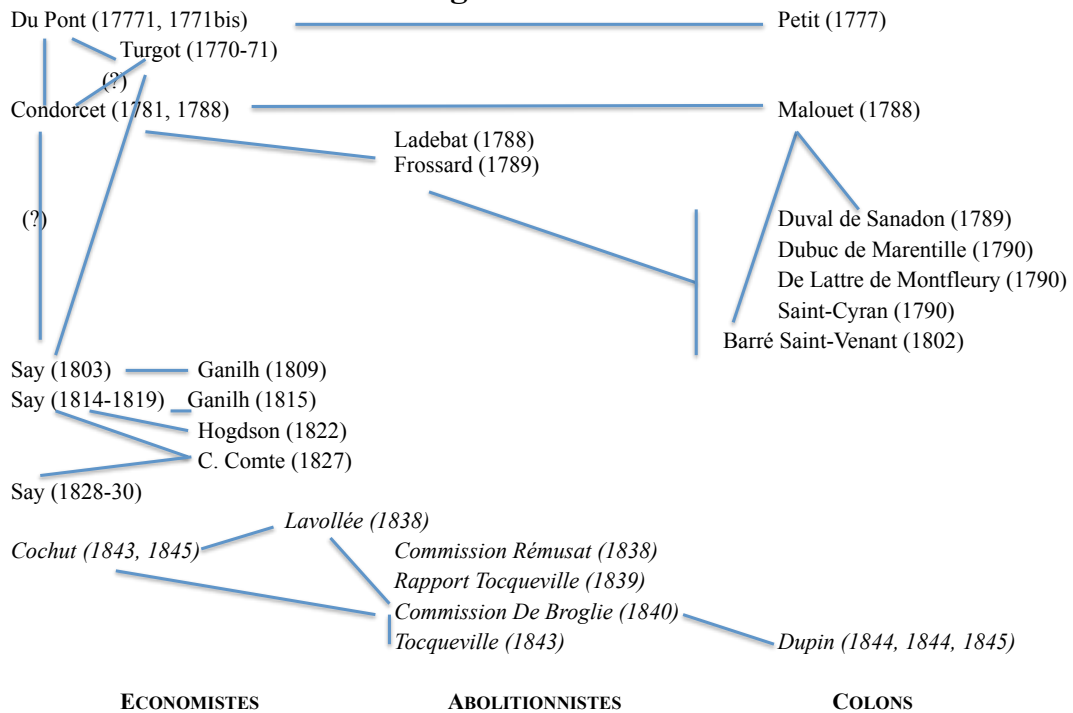 Du Pont (17771, 1771bis) Petit (1777)
Turgot (1770-71)
(?)
Condorcet (1781, 1788) Malouet (1788)
Ladebat (1788)
Frossard (1789)
(?)
Duval de Sanadon (1789)
Dubuc de Marentille (1790)
De Lattre de Montfleury (1790)
Saint-Cyran (1790)
Barré Saint-Venant (1802)
Say (1803) Ganilh (1809)
Say (1814-1819) Ganilh (1815)
Hogdson (1822)
C. Comte (1827)
Say (1828-30)
Lavollée (1838)
Cochut (1843, 1845) Commission Rémusat (1838)
Rapport Tocqueville (1839)
Commission De Broglie (1840)
Tocqueville (1843) Dupin (1844, 1844, 1845)
ECONOMISTES ABOLITIONNISTES COLONS